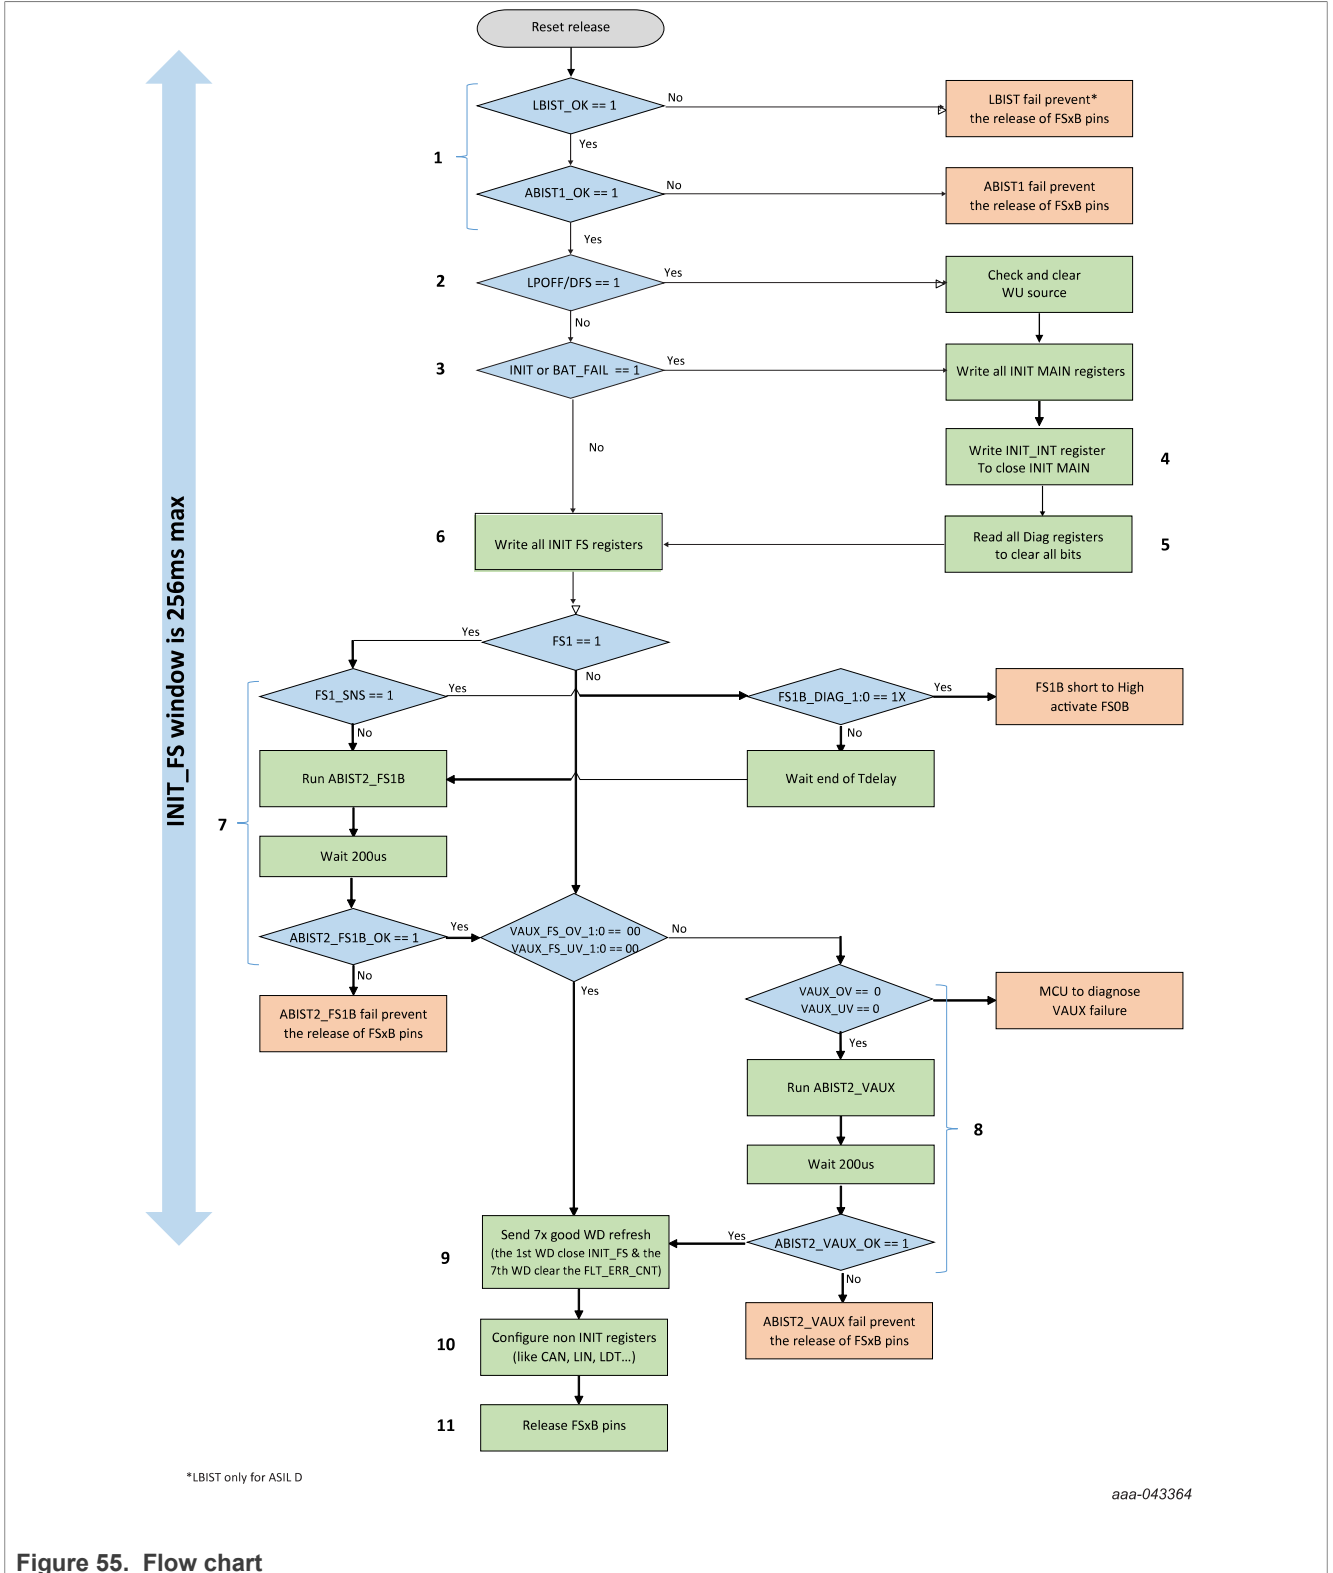 Reset release
LBIST_OK == 1
No
LBIST fail prevent*
the release of FSxB pins
Yes
1
ABIST1_OK == 1
No
ABIST1 fail prevent
the release of FSxB pins
Yes
2
LPOFF/DFS == 1
Yes
Check and clear
WU source
No
3
INIT or BAT_FAIL == 1
Yes
Write all INIT MAIN registers
No
Write INIT_INT register
To close INIT MAIN
4
6
Write all INIT FS registers
Read all Diag registers
to clear all bits
5
INIT_FS window is 256ms max
Yes
FS1 == 1
No
FS1_SNS == 1
Yes
FS1B_DIAG_1:0 == 1X
Yes
FS1B short to High
activate FS0B
No
No
Run ABIST2_FS1B
Wait end of Tdelay
7
Wait 200us
ABIST2_FS1B_OK == 1
Yes
VAUX_FS_OV_1:0 == 00
VAUX_FS_UV_1:0 == 00
No
No
Yes
ABIST2_FS1B fail prevent
the release of FSxB pins
VAUX_OV == 0
VAUX_UV == 0
MCU to diagnose
VAUX failure
Yes
Run ABIST2_VAUX
8
Wait 200us
9
Send 7x good WD refresh
(the 1st WD close INIT_FS & the
7th WD clear the FLT_ERR_CNT)
Yes
ABIST2_VAUX_OK == 1
No
ABIST2_VAUX fail prevent
the release of FSxB pins
10
Configure non INIT registers
(like CAN, LIN, LDT...)
11
Release FSxB pins
*LBIST only for ASIL D
aaa-043364
Figure 55. Flow chart